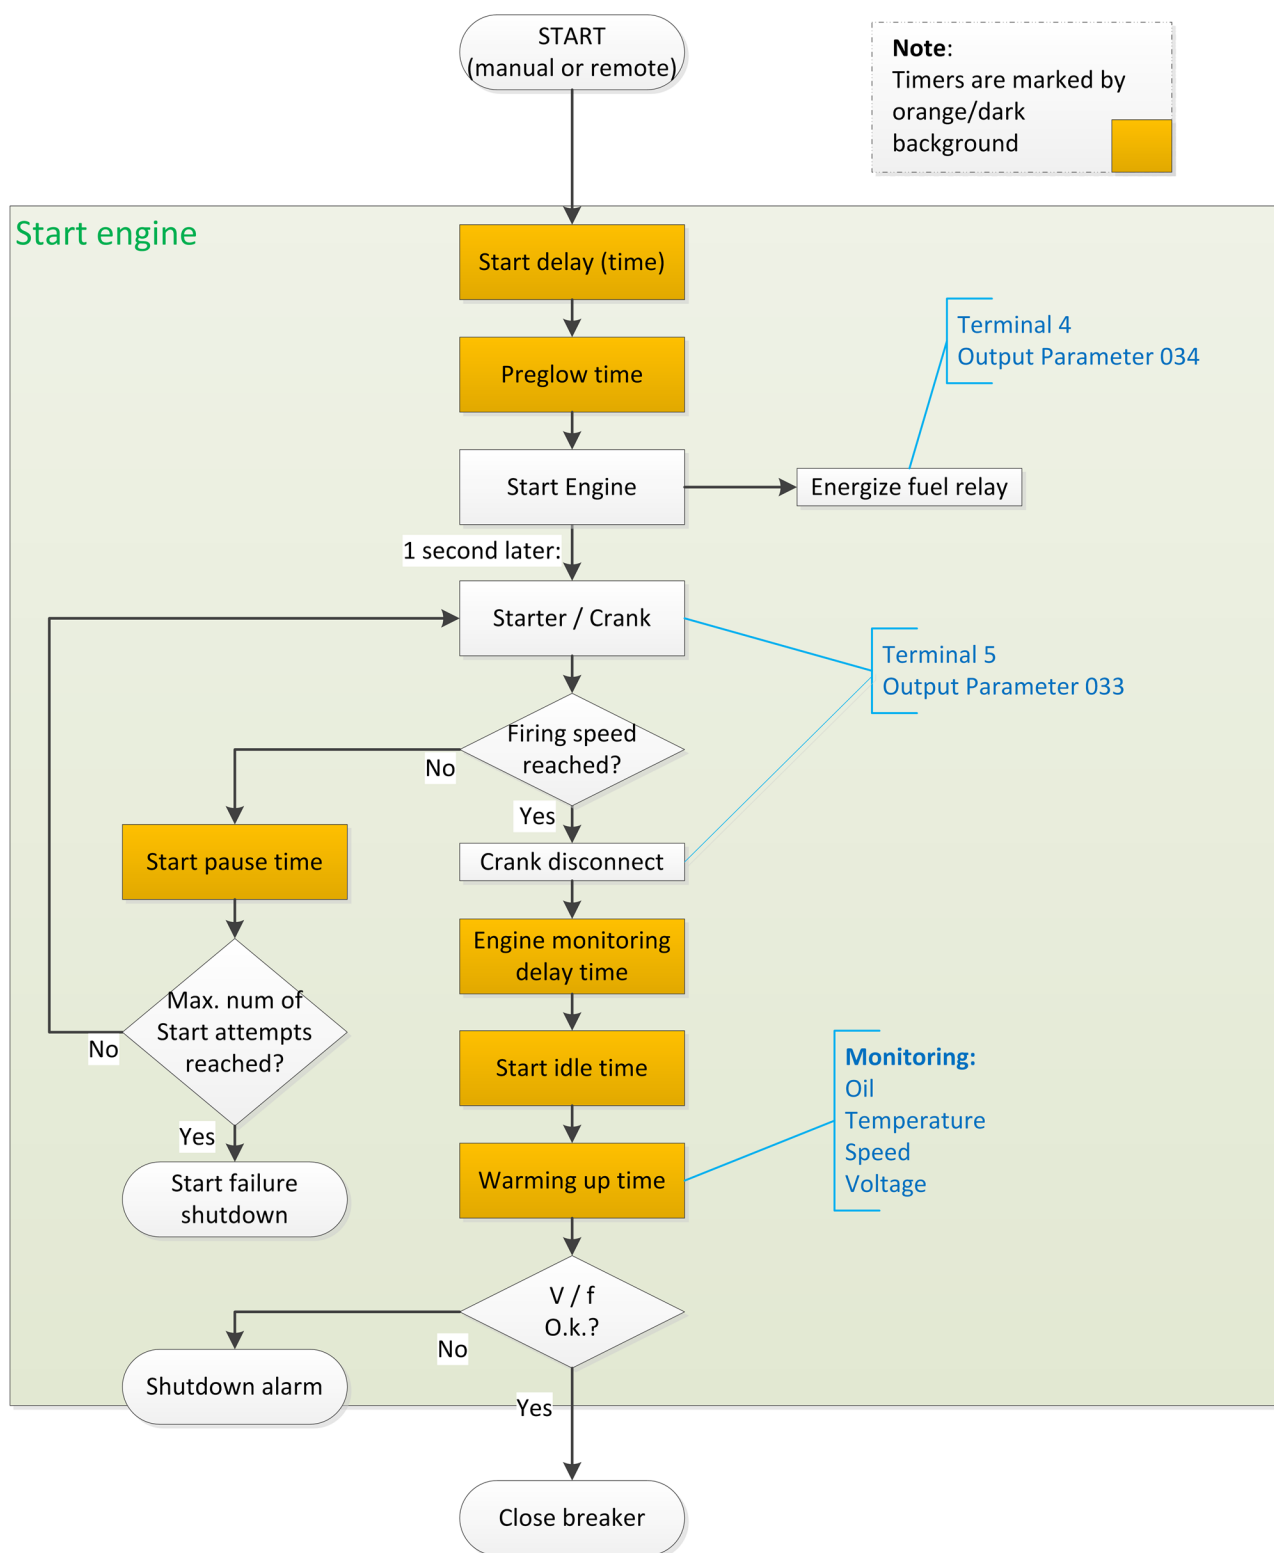 START
(manual or remote)
Note:
Timers are marked by
orange/dark
background
Start engine
Start delay (time)
Preglow time
Terminal 4
Output Parameter 034
Start Engine
Energize fuel relay
1 second later:
Starter / Crank
Terminal 5
Output Parameter 033
Firing speed
reached?
No
Yes
Start pause time
Crank disconnect
Engine monitoring
delay time
Max. num of
Start attempts
reached?
No
Yes
Start failure
shutdown
Start idle time
Monitoring:
Oil
Temperature
Speed
Voltage
Warming up time
V / f
O.k.?
No
Shutdown alarm
Yes
Close breaker